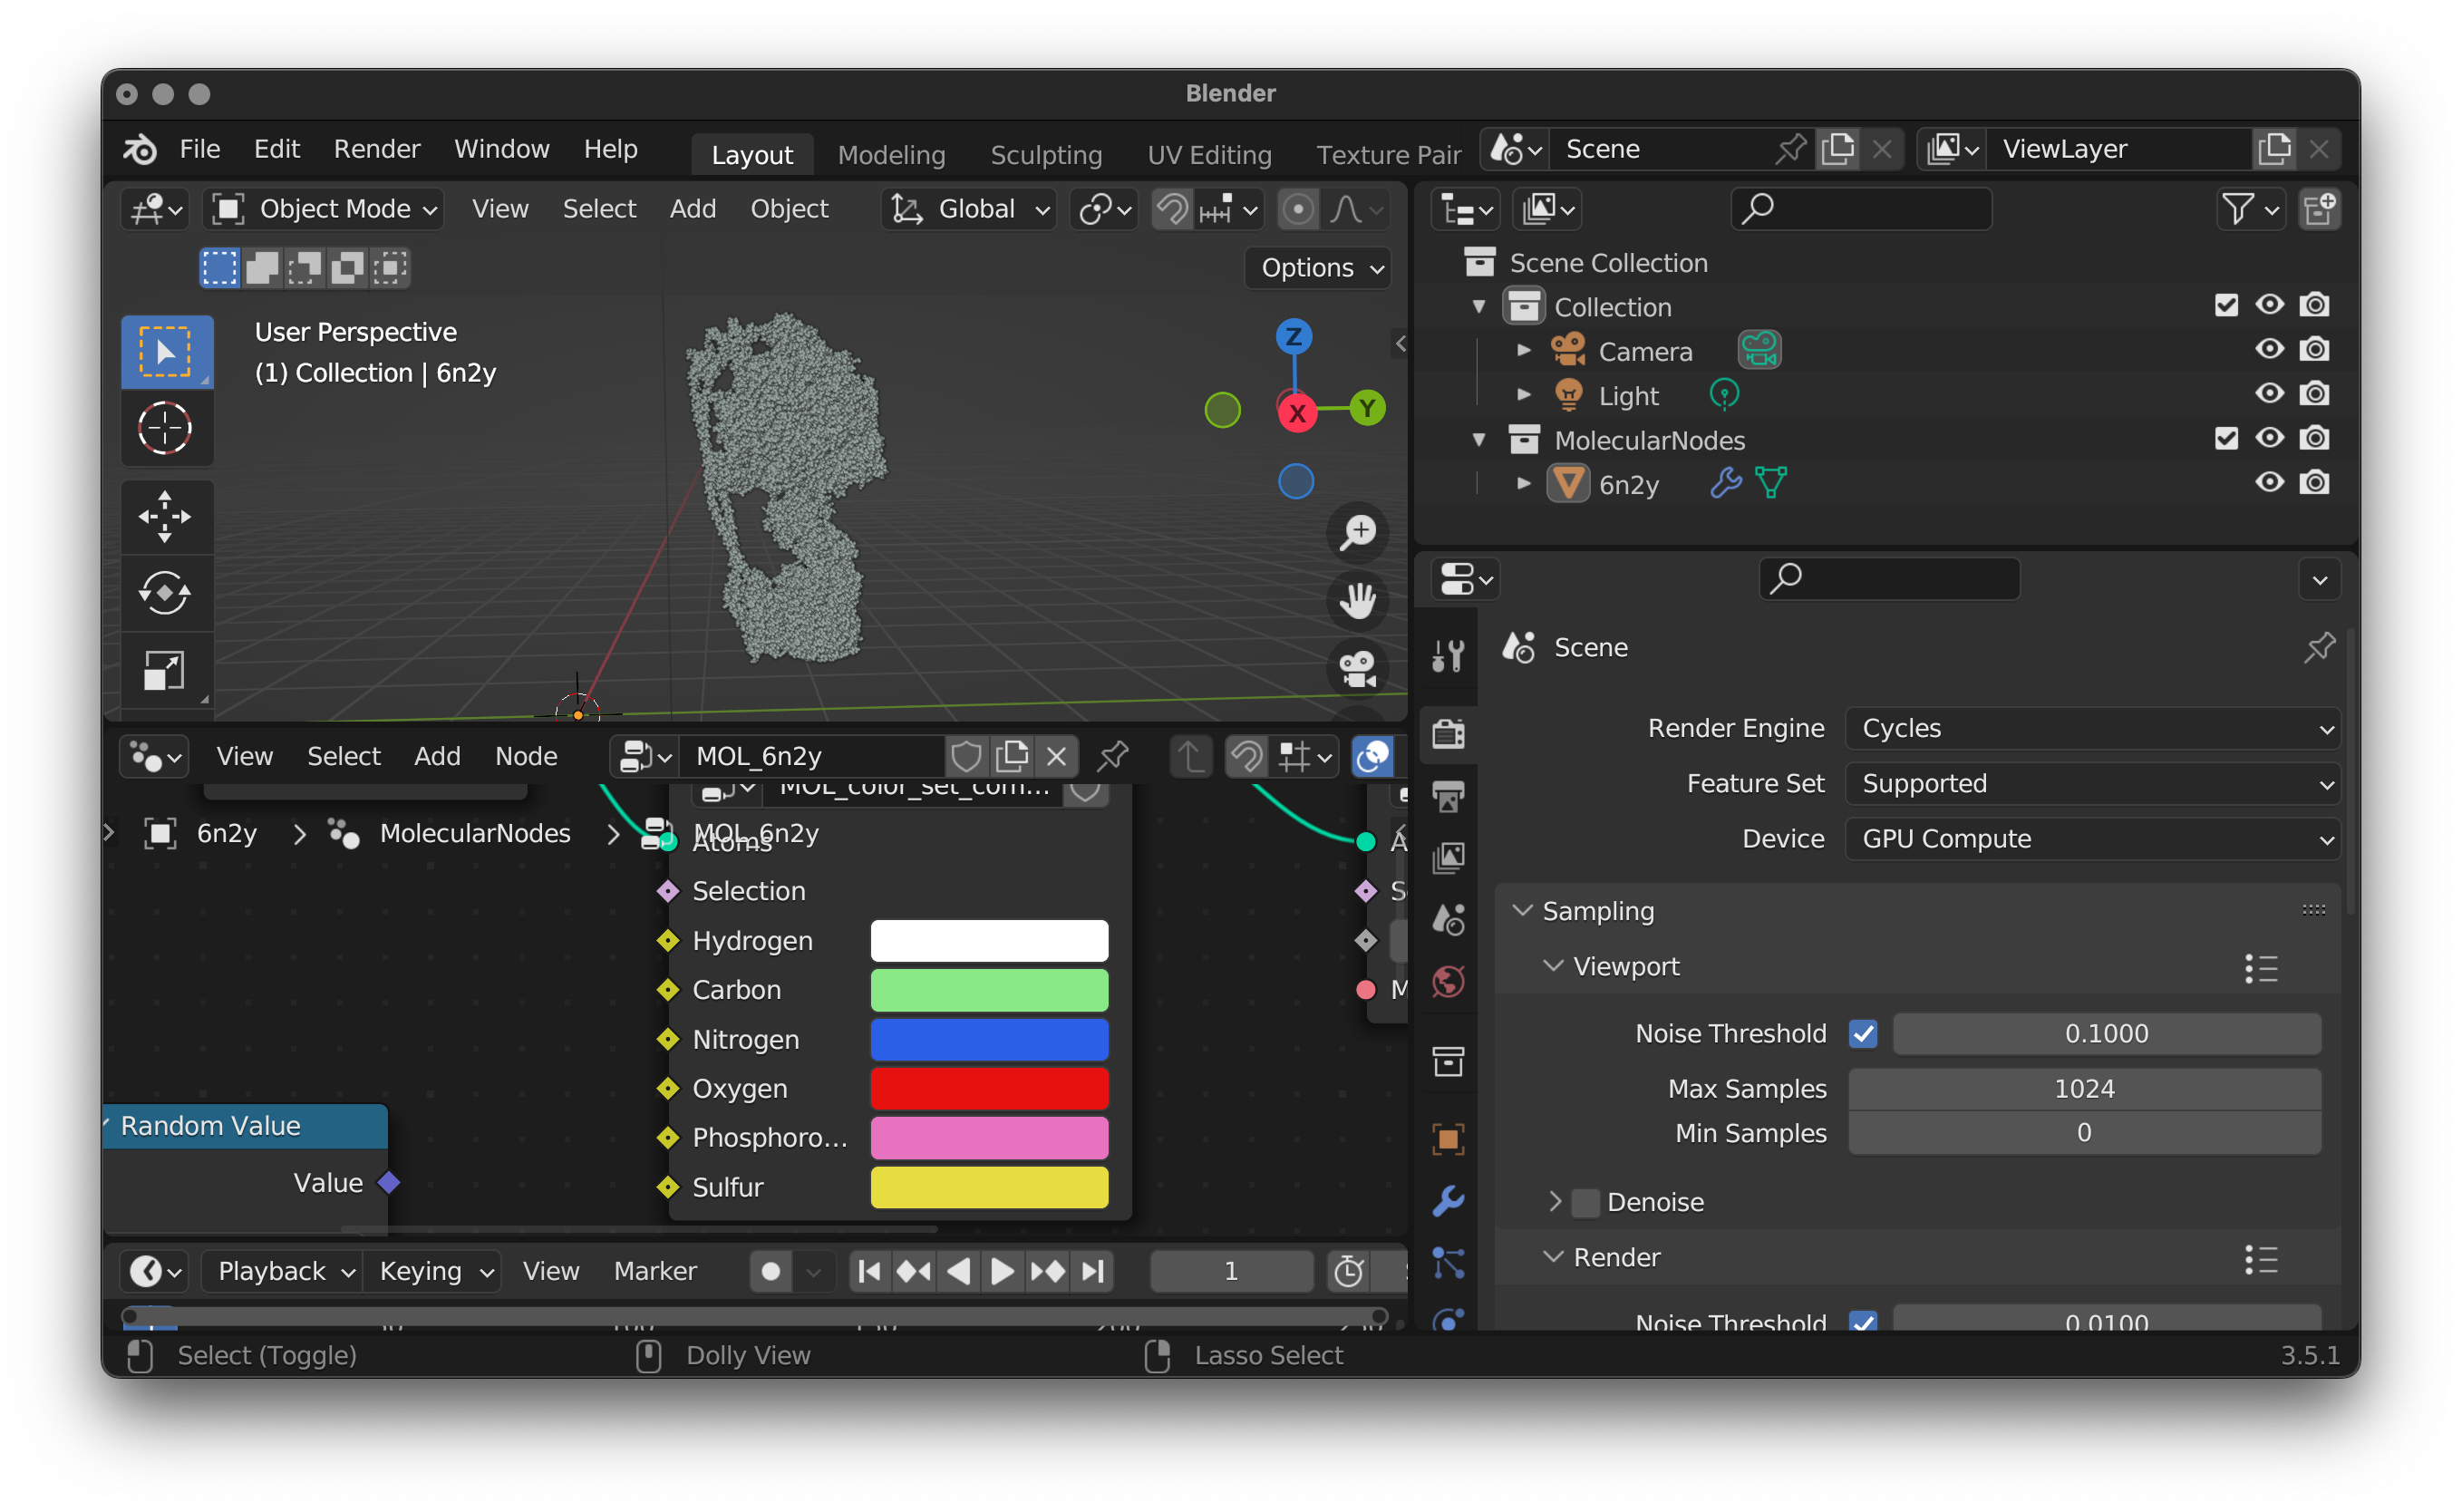 Blender
File Edit Render Window Help Layout Modeling Sculpting UV Editing Texture Pair Scene ViewLayer
Object Mode View Select Add Object Global
Options
User Perspective
(1) Collection | 6n2y
Z
X
Y
Scene Collection
Collection
Camera
Light
MolecularNodes
6n2y
Scene
Render Engine Cycles
Feature Set Supported
Device GPU Compute
Sampling
Viewport
Noise Threshold 0.1000
Max Samples 1024
Min Samples 0
Denoise
Render
Noise Threshold 0.0100
View Select Add Node MOL_6n2y
MOL_color_set_com...
6n2y MolecularNodes MOL_6n2y
Atoms
Selection
Hydrogen
Carbon
Nitrogen
Oxygen
Phosphoro...
Sulfur
Random Value
Value
Playback Keying View Marker 1
Select (Toggle) Dolly View Lasso Select 3.5.1